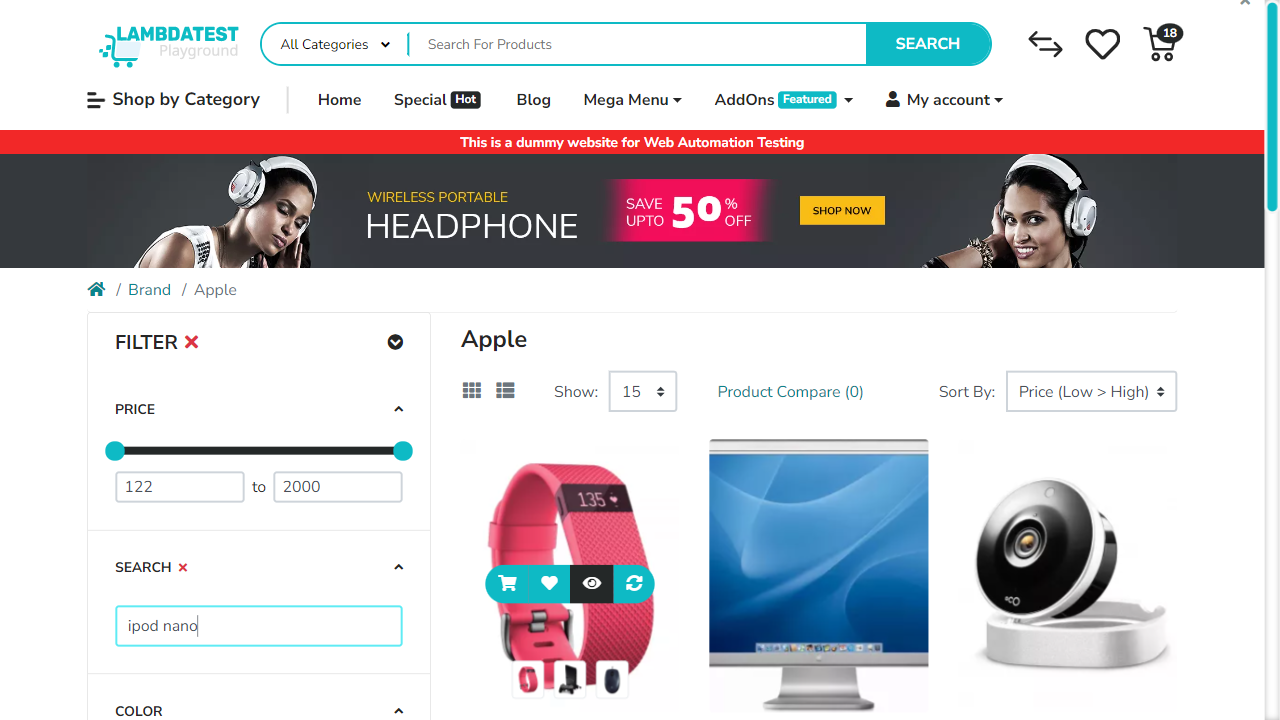 LAMBDATEST
Playground
All Categories
Search For Products
SEARCH
18
Shop by Category
Home
Special Hot
Blog
Mega Menu
AddOns Featured
My account
This is a dummy website for Web Automation Testing
WIRELESS PORTABLE
HEADPHONE
SAVE UPTO 50% OFF
SHOP NOW
/ Brand / Apple
FILTER
PRICE
122 to 2000
SEARCH
ipod nano
COLOR
Apple
Show: 15
Product Compare (0)
Sort By: Price (Low > High)
135